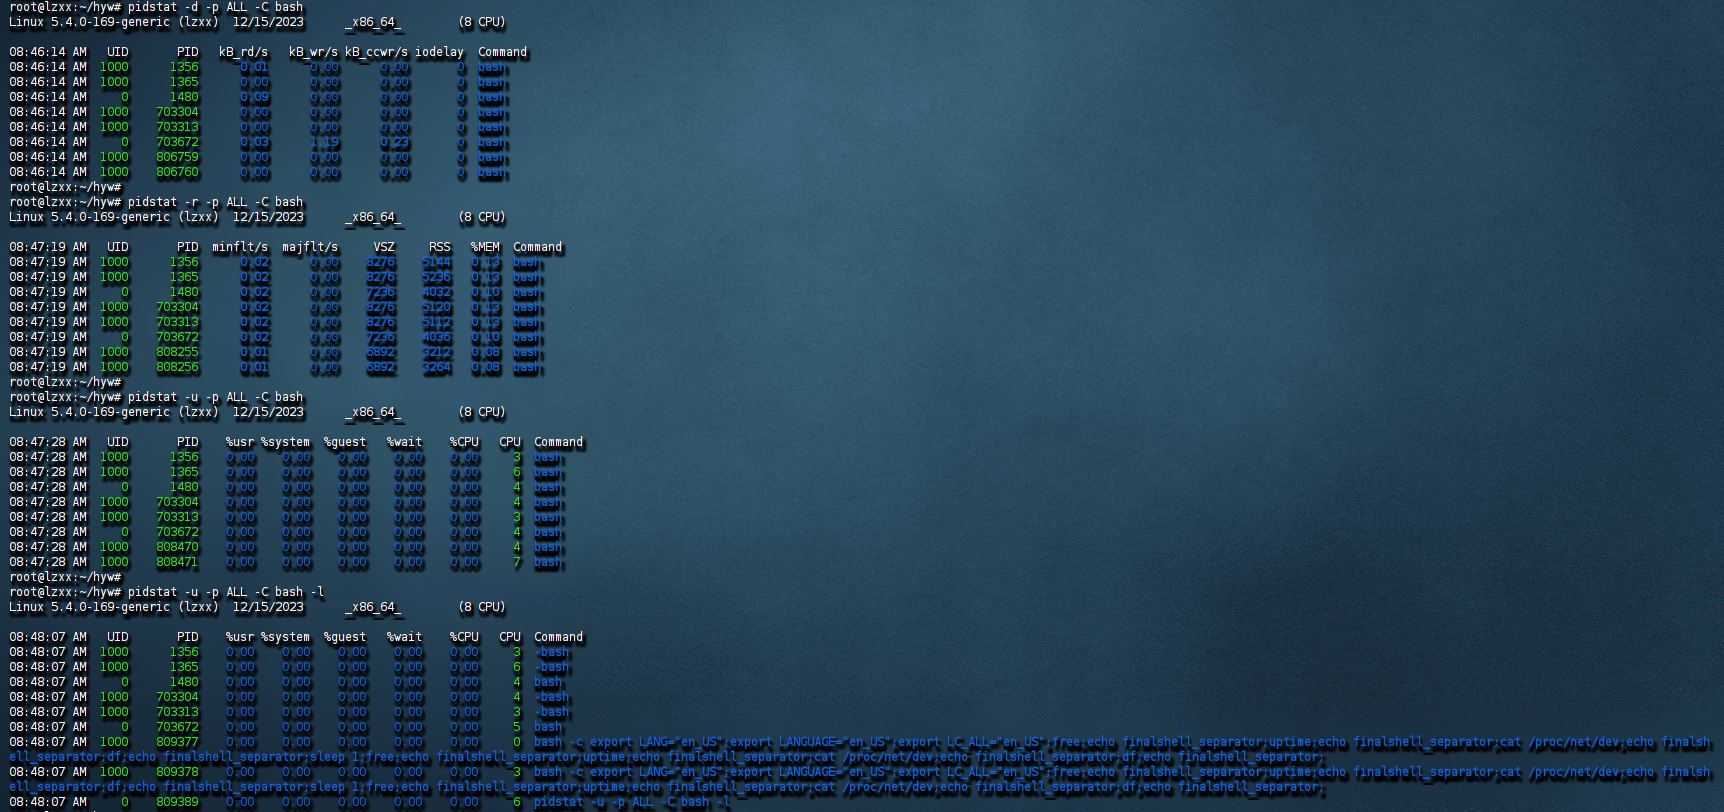 root@lzxx:~/hyw# pidstat -d -p ALL -C bash
Linux 5.4.0-169-generic (lzxx)  12/15/2023      _x86_64_        (8 CPU)
08:46:14 AM   UID       PID   kB_rd/s   kB_wr/s kB_ccwr/s iodelay  Command
08:46:14 AM  1000      1356      0.01      0.00      0.00       0  bash
08:46:14 AM  1000      1365      0.00      0.00      0.00       0  bash
08:46:14 AM     0      1480      0.09      0.00      0.00       0  bash
08:46:14 AM  1000    703304      0.00      0.00      0.00       0  bash
08:46:14 AM  1000    703313      0.00      0.00      0.00       0  bash
08:46:14 AM     0    703672      0.03      1.19      0.23       0  bash
08:46:14 AM  1000    806759      0.00      0.00      0.00       0  bash
08:46:14 AM  1000    806760      0.00      0.00      0.00       0  bash
root@lzxx:~/hyw#
root@lzxx:~/hyw# pidstat -r -p ALL -C bash
Linux 5.4.0-169-generic (lzxx)  12/15/2023      _x86_64_        (8 CPU)
08:47:19 AM   UID       PID  minflt/s  majflt/s     VSZ     RSS   %MEM  Command
08:47:19 AM  1000      1356      0.02      0.00    8276    5144   0.13  bash
08:47:19 AM  1000      1365      0.02      0.00    8276    5236   0.13  bash
08:47:19 AM     0      1480      0.02      0.00    7236    4032   0.10  bash
08:47:19 AM  1000    703304      0.02      0.00    8276    5120   0.13  bash
08:47:19 AM  1000    703313      0.02      0.00    8276    5112   0.13  bash
08:47:19 AM     0    703672      0.02      0.00    7236    4036   0.10  bash
08:47:19 AM  1000    808255      0.01      0.00    6892    3212   0.08  bash
08:47:19 AM  1000    808256      0.01      0.00    6892    3264   0.08  bash
root@lzxx:~/hyw#
root@lzxx:~/hyw# pidstat -u -p ALL -C bash
Linux 5.4.0-169-generic (lzxx)  12/15/2023      _x86_64_        (8 CPU)
08:47:28 AM   UID       PID    %usr %system  %guest   %wait    %CPU   CPU  Command
08:47:28 AM  1000      1356    0.00    0.00    0.00    0.00    0.00     3  bash
08:47:28 AM  1000      1365    0.00    0.00    0.00    0.00    0.00     6  bash
08:47:28 AM     0      1480    0.00    0.00    0.00    0.00    0.00     4  bash
08:47:28 AM  1000    703304    0.00    0.00    0.00    0.00    0.00     4  bash
08:47:28 AM  1000    703313    0.00    0.00    0.00    0.00    0.00     3  bash
08:47:28 AM     0    703672    0.00    0.00    0.00    0.00    0.00     4  bash
08:47:28 AM  1000    808470    0.00    0.00    0.00    0.00    0.00     4  bash
08:47:28 AM  1000    808471    0.00    0.00    0.00    0.00    0.00     7  bash
root@lzxx:~/hyw#
root@lzxx:~/hyw# pidstat -u -p ALL -C bash -l
Linux 5.4.0-169-generic (lzxx)  12/15/2023      _x86_64_        (8 CPU)
08:48:07 AM   UID       PID    %usr %system  %guest   %wait    %CPU   CPU  Command
08:48:07 AM  1000      1356    0.00    0.00    0.00    0.00    0.00     3  -bash
08:48:07 AM  1000      1365    0.00    0.00    0.00    0.00    0.00     6  -bash
08:48:07 AM     0      1480    0.00    0.00    0.00    0.00    0.00     4  bash
08:48:07 AM  1000    703304    0.00    0.00    0.00    0.00    0.00     4  -bash
08:48:07 AM  1000    703313    0.00    0.00    0.00    0.00    0.00     3  -bash
08:48:07 AM     0    703672    0.00    0.00    0.00    0.00    0.00     5  bash
08:48:07 AM  1000    809377    0.00    0.00    0.00    0.00    0.00     0  bash -c export LANG="en_US";export LANGUAGE="en_US";export LC_ALL="en_US";free;echo finalshell_separator;uptime;echo finalshell_separator;cat /proc/net/dev;echo finalsh
ell_separator;df;echo finalshell_separator;sleep 1;free;echo finalshell_separator;uptime;echo finalshell_separator;cat /proc/net/dev;echo finalshell_separator;df;echo finalshell_separator;
08:48:07 AM  1000    809378    0.00    0.00    0.00    0.00    0.00     3  bash -c export LANG="en_US";export LANGUAGE="en_US";export LC_ALL="en_US";free;echo finalshell_separator;uptime;echo finalshell_separator;cat /proc/net/dev;echo finalsh
ell_separator;df;echo finalshell_separator;sleep 1;free;echo finalshell_separator;uptime;echo finalshell_separator;cat /proc/net/dev;echo finalshell_separator;df;echo finalshell_separator;
08:48:07 AM     0    809389    0.00    0.00    0.00    0.00    0.00     6  pidstat -u -p ALL -C bash -l